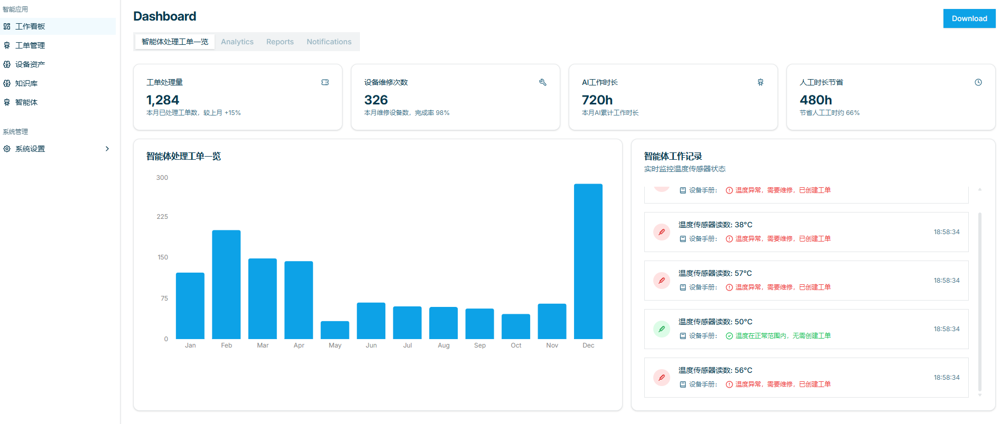 智能应用
工作看板
工单管理
设备资产
知识库
智能体
系统管理
系统设置
Dashboard
Download
智能体处理工单一览
Analytics
Reports
Notifications
工单处理量
1,284
本月已处理工单数，较上月 +15%
设备维修次数
326
本月维修设备数，完成率 98%
AI工作时长
720h
本月AI累计工作时长
人工时长节省
480h
节省人工工时约 66%
智能体处理工单一览
300
225
150
75
0
Jan
Feb
Mar
Apr
May
Jun
Jul
Aug
Sep
Oct
Nov
Dec
智能体工作记录
实时监控温度传感器状态
设备手册： 温度异常，需要维修，已创建工单
温度传感器读数: 38°C
18:58:34
设备手册： 温度异常，需要维修，已创建工单
温度传感器读数: 57°C
18:58:34
设备手册： 温度异常，需要维修，已创建工单
温度传感器读数: 50°C
18:58:34
设备手册： 温度在正常范围内，无需创建工单
温度传感器读数: 56°C
18:58:34
设备手册： 温度异常，需要维修，已创建工单